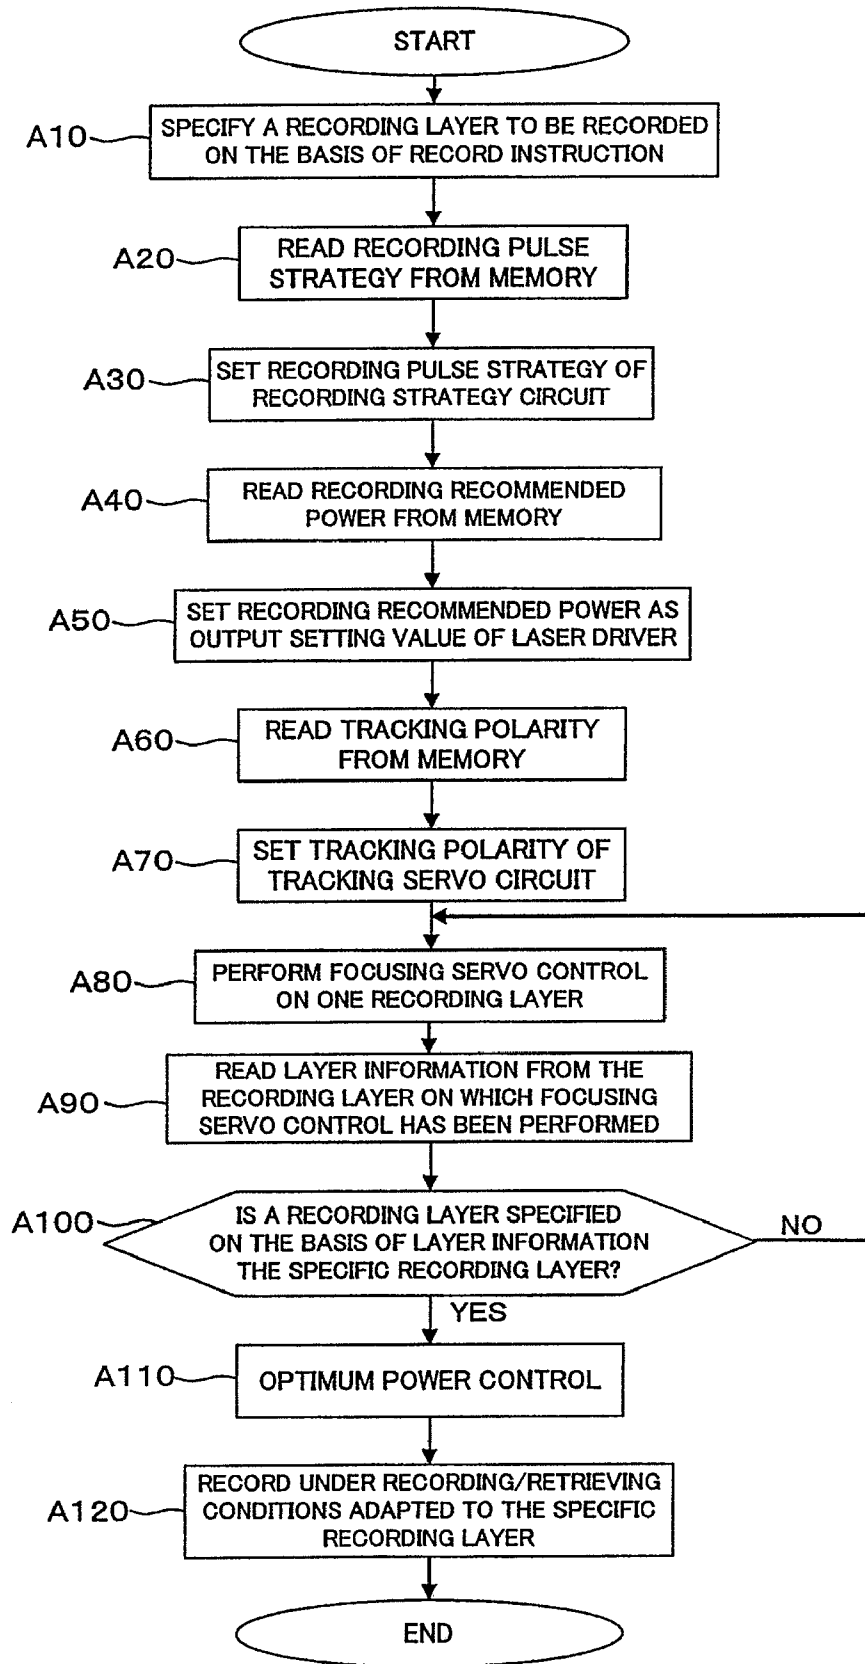 START
A10
SPECIFY A RECORDING LAYER TO BE RECORDED
ON THE BASIS OF RECORD INSTRUCTION
A20
READ RECORDING PULSE
STRATEGY FROM MEMORY
A30
SET RECORDING PULSE STRATEGY OF
RECORDING STRATEGY CIRCUIT
A40
READ RECORDING RECOMMENDED
POWER FROM MEMORY
A50
SET RECORDING RECOMMENDED POWER AS
OUTPUT SETTING VALUE OF LASER DRIVER
A60
READ TRACKING POLARITY
FROM MEMORY
A70
SET TRACKING POLARITY OF
TRACKING SERVO CIRCUIT
A80
PERFORM FOCUSING SERVO CONTROL
ON ONE RECORDING LAYER
A90
READ LAYER INFORMATION FROM THE
RECORDING LAYER ON WHICH FOCUSING
SERVO CONTROL HAS BEEN PERFORMED
A100
IS A RECORDING LAYER SPECIFIED
ON THE BASIS OF LAYER INFORMATION
THE SPECIFIC RECORDING LAYER?
NO
YES
A110
OPTIMUM POWER CONTROL
A120
RECORD UNDER RECORDING/RETRIEVING
CONDITIONS ADAPTED TO THE SPECIFIC
RECORDING LAYER
END